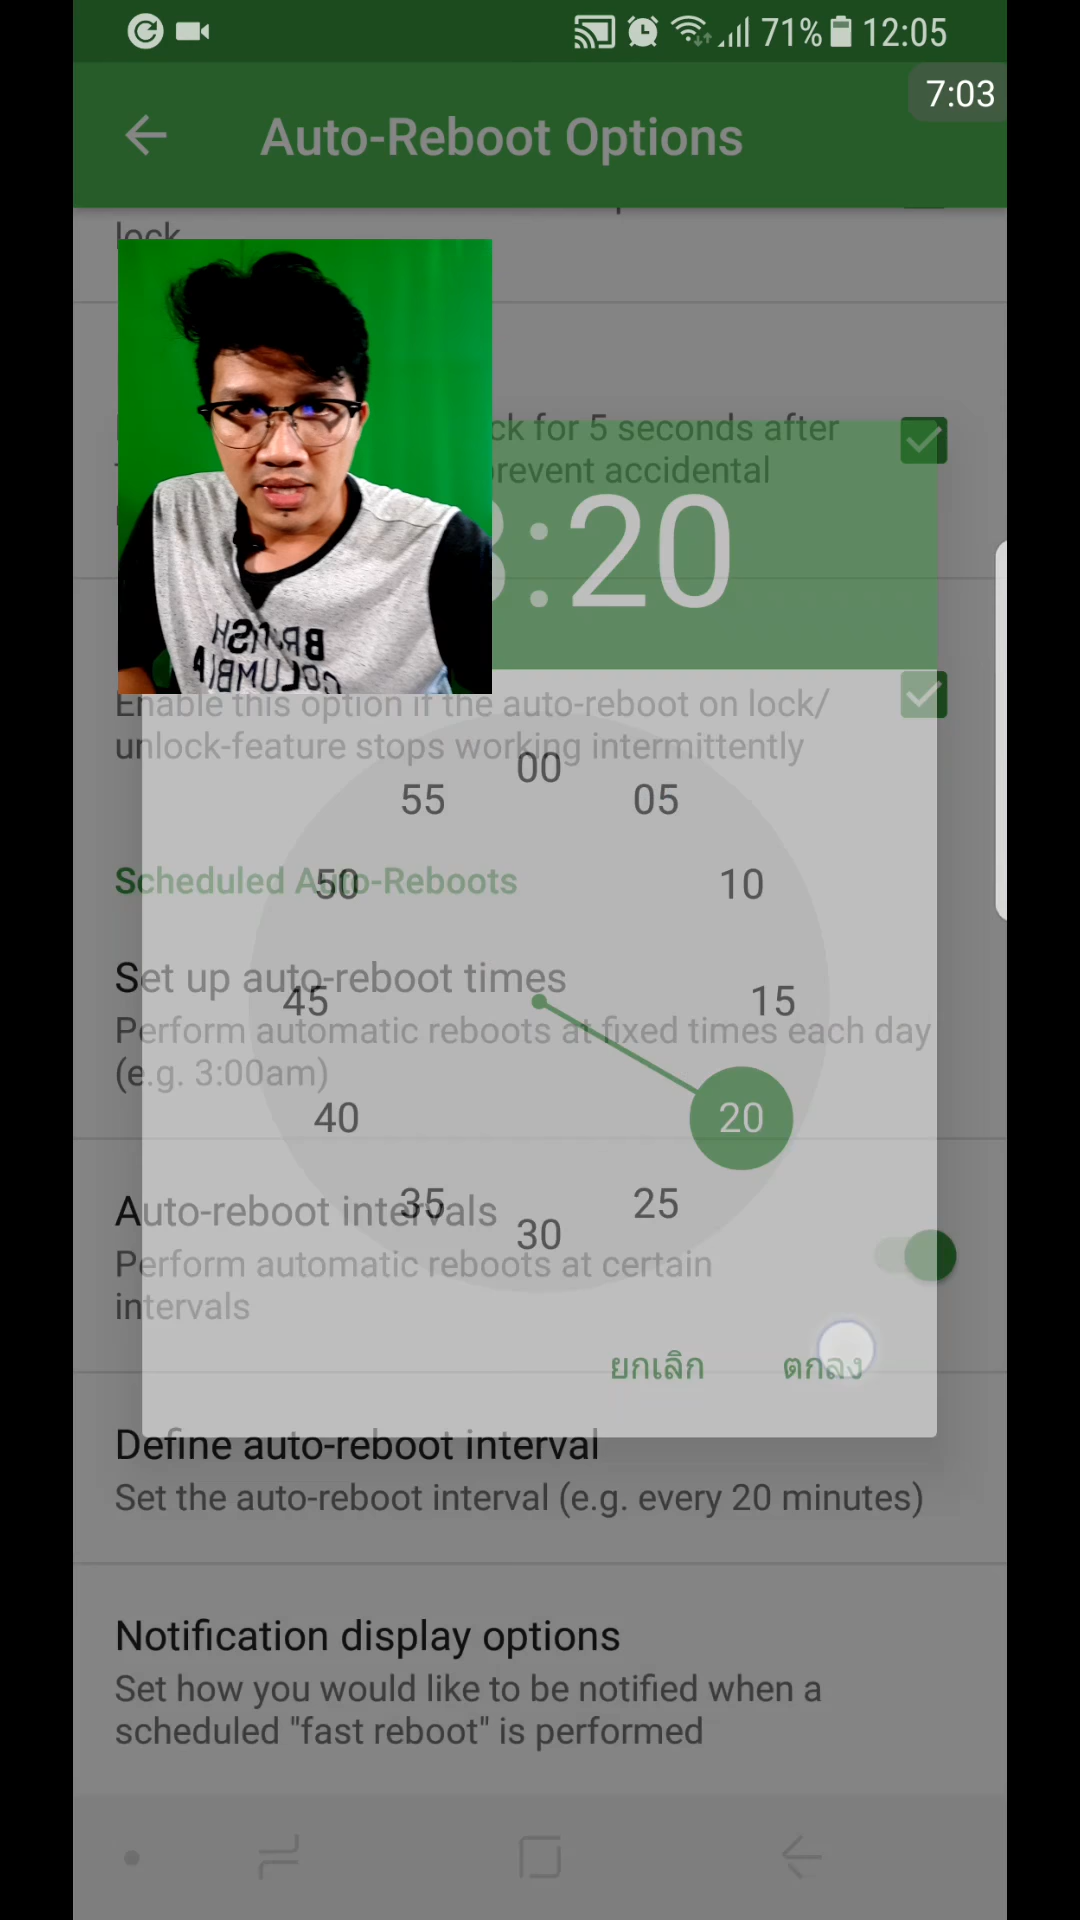 71% 12:05
7:03
Auto-Reboot Options
lock
ck for 5 seconds after
revent accidental
:20
Enable this option if the auto-reboot on lock/
unlock-feature stops working intermittently
00
55 05
50 10
Scheduled Auto-Reboots
Set up auto-reboot times
45 15
Perform automatic reboots at fixed times each day
(e.g. 3:00am)
40 20
Auto-reboot intervals
35 25
30
Perform automatic reboots at certain
intervals
ยกเลิก ตกลง
Define auto-reboot interval
Set the auto-reboot interval (e.g. every 20 minutes)
Notification display options
Set how you would like to be notified when a
scheduled "fast reboot" is performed
BRITISH
COLUMBIA